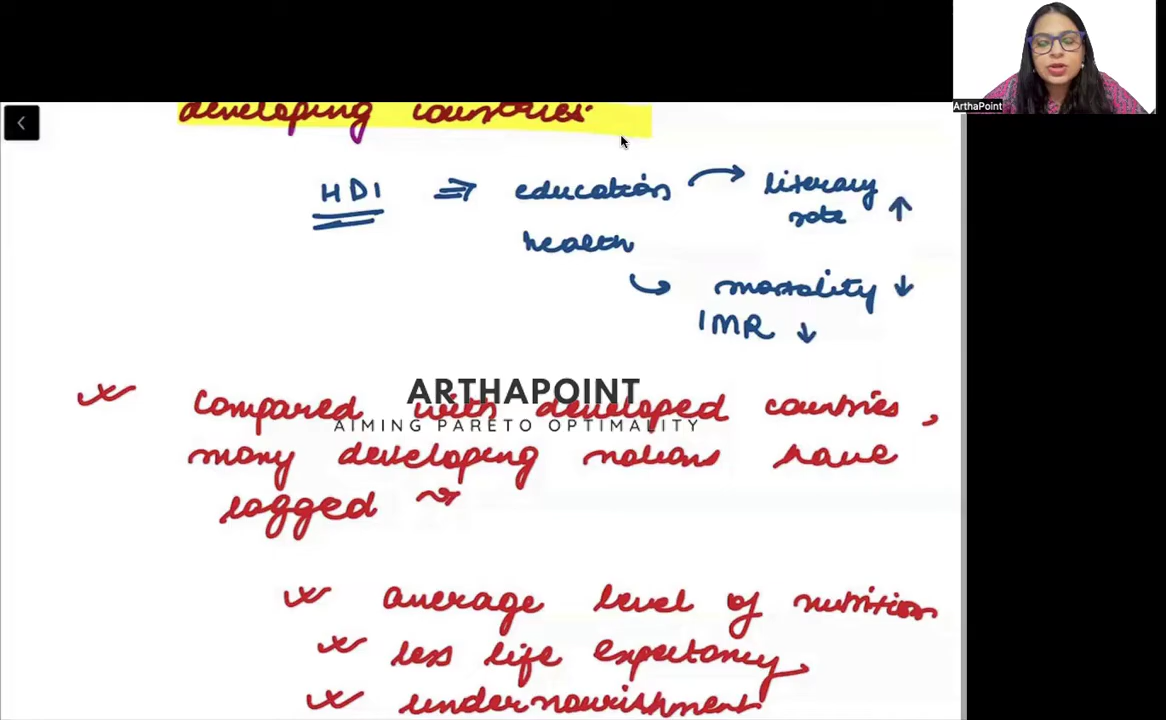 ArthaPoint
developing countries.
HDI ⇒ education → literary
rate ↑
health
mortality ↓
IMR ↓
ARTHAPOINT
AIMING PARETO OPTIMALITY
compared with developed countries,
many developing nations have
lagged
average level of nutrition
less life expectancy
undernourishment